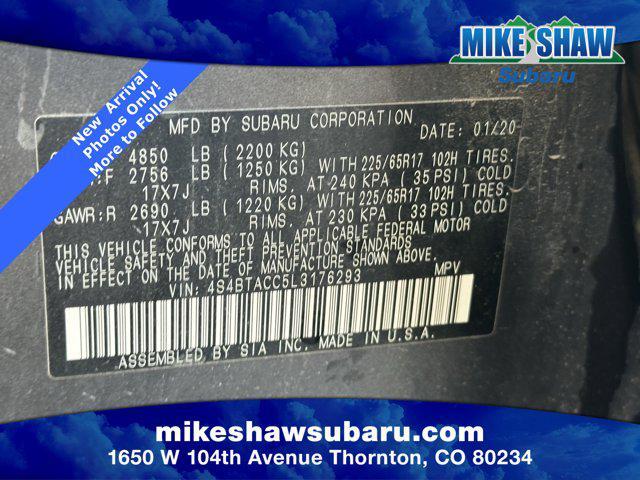 MIKE SHAW
Subaru
New Arrival
Photos Only!
More to Follow
MFD BY SUBARU CORPORATION DATE: 01/20
4850 LB (2200 KG)
:F 2756 LB (1250 KG) WITH 225/65R17 102H TIRES.
17X7J RIMS. AT 240 KPA (35 PSI) COLD
GAWR:R 2690 LB (1220 KG) WITH 225/65R17 102H TIRES.
17X7J RIMS. AT 230 KPA (33 PSI) COLD
THIS VEHICLE CONFORMS TO ALL APPLICABLE FEDERAL MOTOR
VEHICLE SAFETY AND THEFT PREVENTION STANDARDS
IN EFFECT ON THE DATE OF MANUFACTURE SHOWN ABOVE.
VIN: 4S4BTACC5L3176293 MPV
ASSEMBLED BY SIA INC. MADE IN U.S.A.
mikeshawsubaru.com
1650 W 104th Avenue Thornton, CO 80234